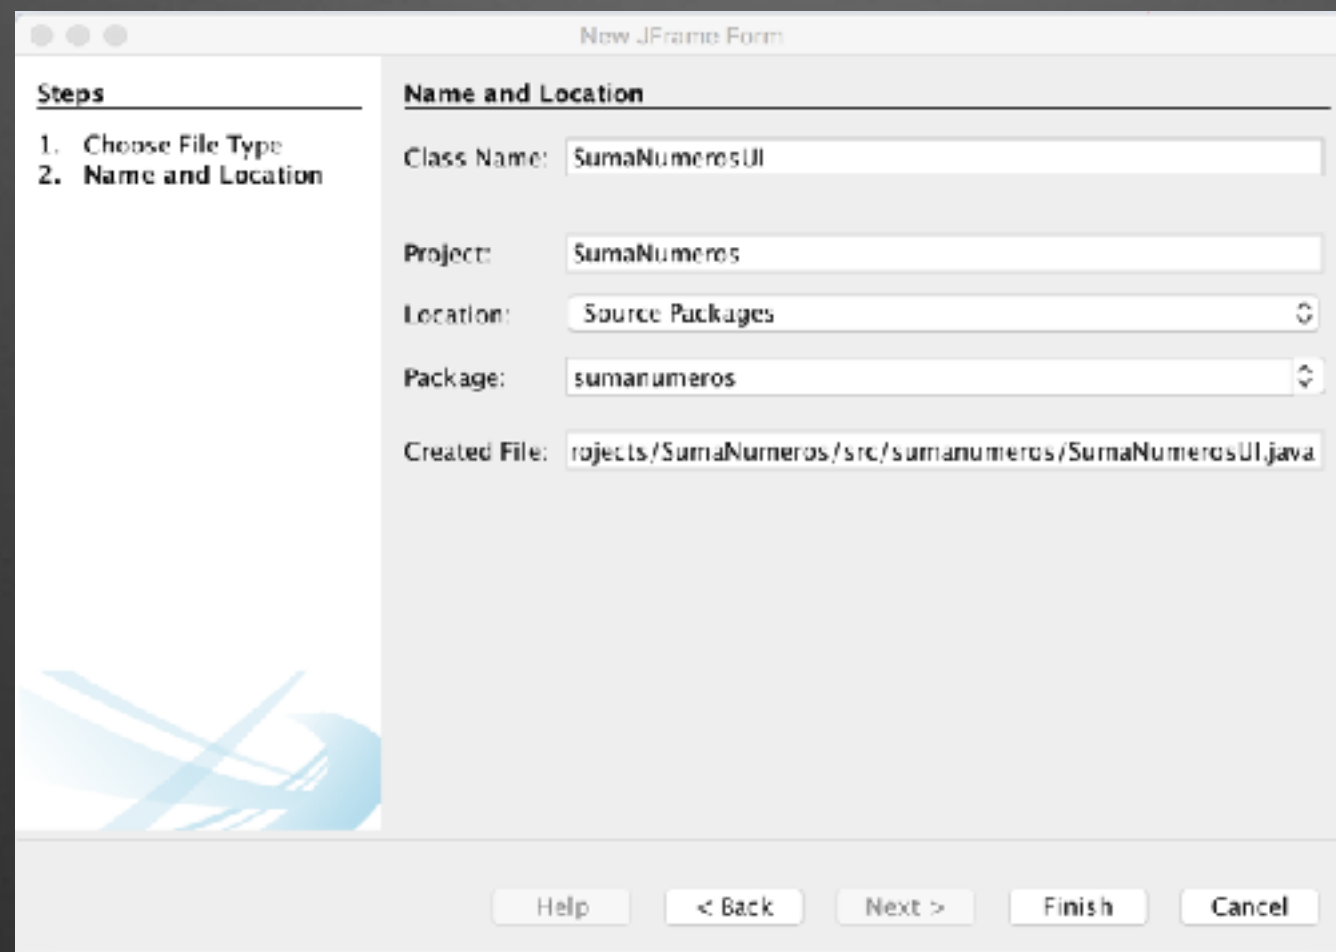 New JFrame Form
Steps
1. Choose File Type
2. Name and Location
Name and Location
Class Name: SumaNumerosUI
Project: SumaNumeros
Location: Source Packages
Package: sumanumeros
Created File: rojects/SumaNumeros/src/sumanumeros/SumaNumerosUI.java
Help < Back Next > Finish Cancel